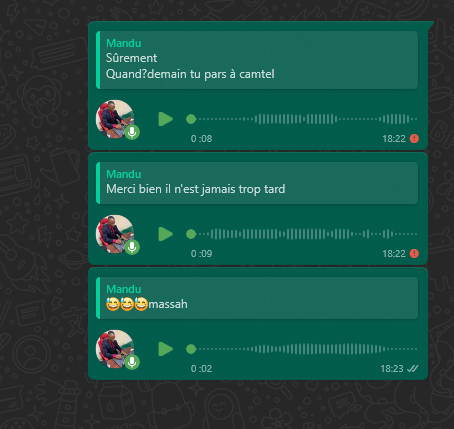 Mandu
Sûrement
Quand?demain tu pars à camtel
0 :08
18:22
Mandu
Merci bien il n'est jamais trop tard
0 :09
18:22
Mandu
😅😅😅massah
0 :02
18:23